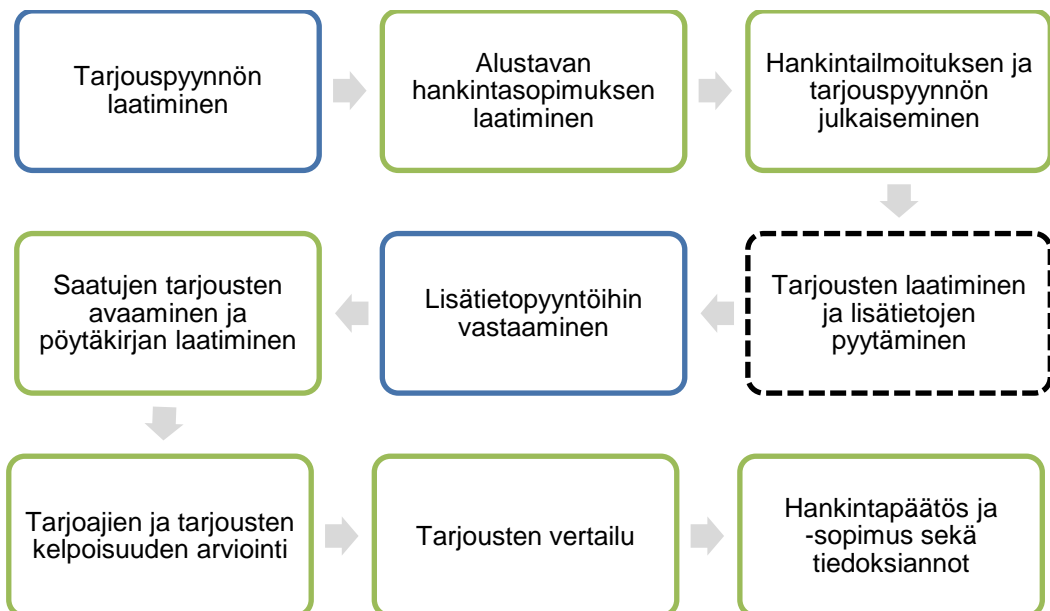 Tarjouspyynnön
laatiminen
Alustavan
hankintasopimuksen
laatiminen
Hankintailmoituksen ja
tarjouspyynnön
julkaiseminen
Tarjousten laatiminen
ja lisätietojen
pyytäminen
Lisätietopyyntöihin
vastaaminen
Saatujen tarjousten
avaaminen ja
pöytäkirjan laatiminen
Tarjoajien ja tarjousten
kelpoisuuden arviointi
Tarjousten vertailu
Hankintapäätös ja
-sopimus sekä
tiedoksiannot